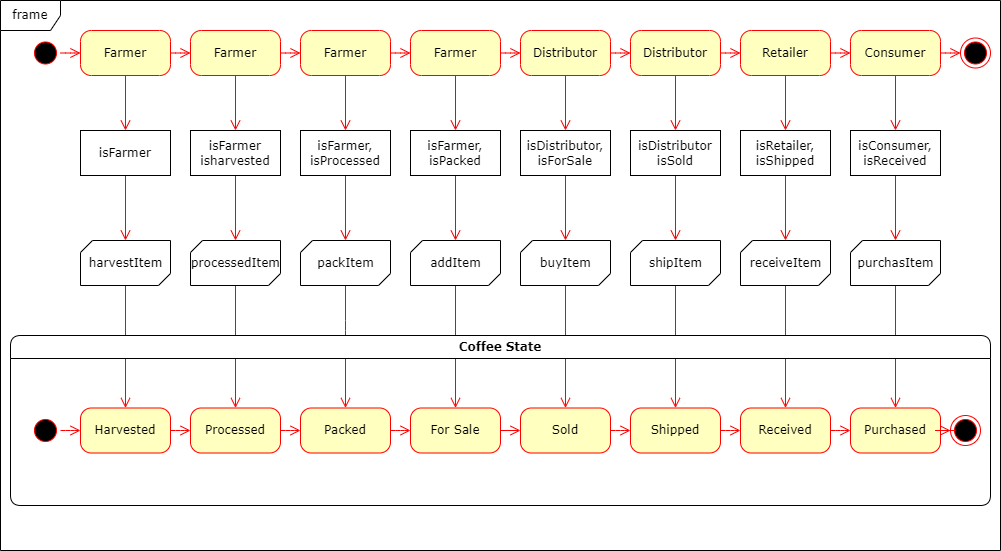 frame
Farmer
Farmer
Farmer
Farmer
Distributor
Distributor
Retailer
Consumer
isFarmer
isFarmer
isharvested
isFarmer,
isProcessed
isFarmer,
isPacked
isDistributor,
isForSale
isDistributor
isSold
isRetailer,
isShipped
isConsumer,
isReceived
harvestItem
processedItem
packItem
addItem
buyItem
shipItem
receiveItem
purchasItem
Coffee State
Harvested
Processed
Packed
For Sale
Sold
Shipped
Received
Purchased